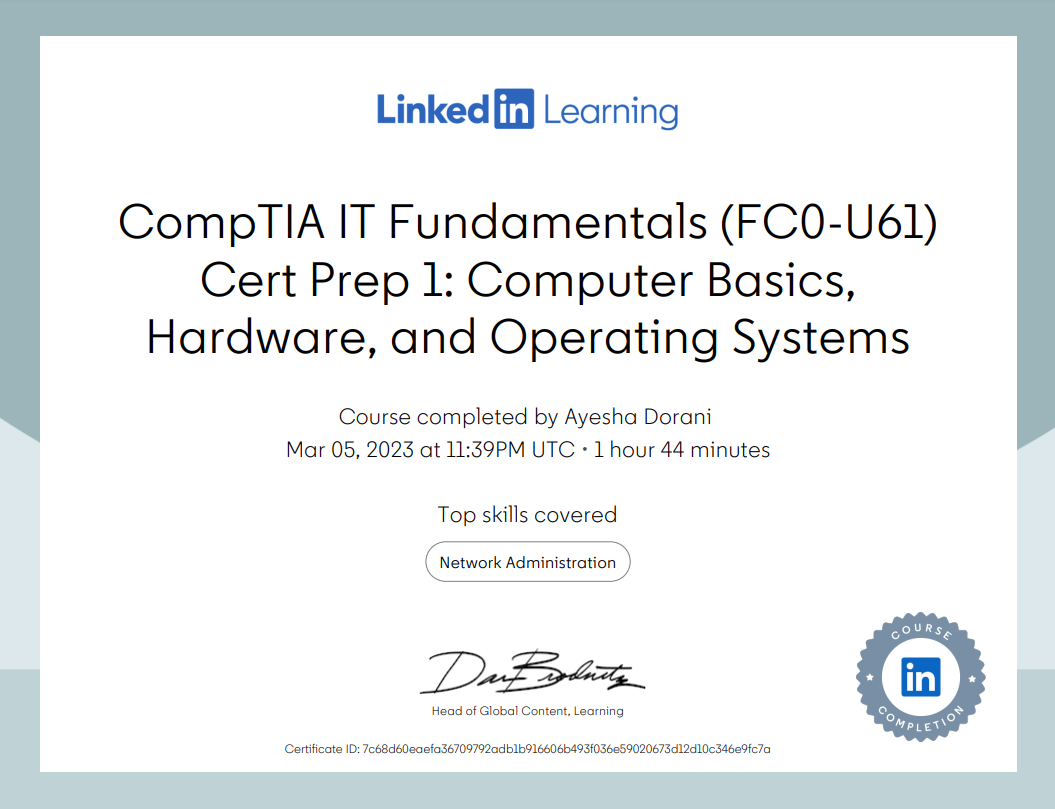 Linkedin Learning
CompTIA IT Fundamentals (FC0-U61)
Cert Prep 1: Computer Basics,
Hardware, and Operating Systems
Course completed by Ayesha Dorani
Mar 05, 2023 at 11:39PM UTC • 1 hour 44 minutes
Top skills covered
Network Administration
Dan Brodnitz
Head of Global Content, Learning
Certificate ID: 7c68d60eaefa36709792adb1b916606b493f036e59020673d12d10c346e9fc7a
COURSE
in
COMPLETION